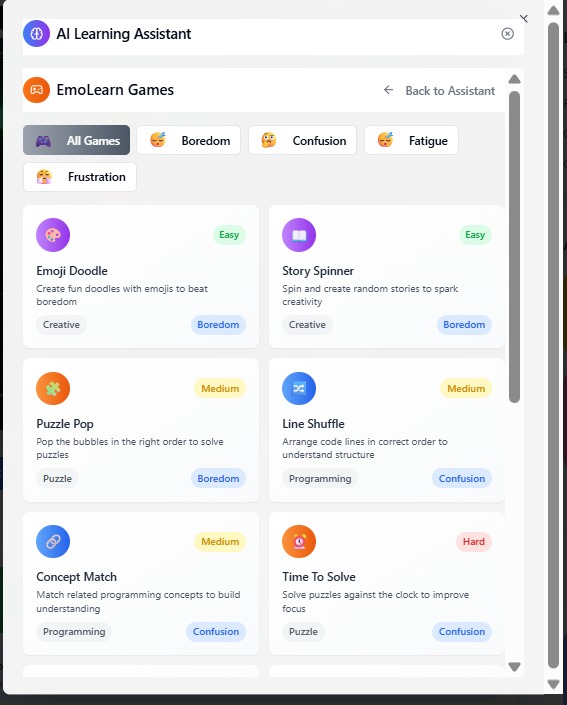 AI Learning Assistant
EmoLearn Games
Back to Assistant
All Games
Boredom
Confusion
Fatigue
Frustration
Easy
Emoji Doodle
Create fun doodles with emojis to beat
boredom
Creative
Boredom
Easy
Story Spinner
Spin and create random stories to spark
creativity
Creative
Boredom
Medium
Puzzle Pop
Pop the bubbles in the right order to solve
puzzles
Puzzle
Boredom
Medium
Line Shuffle
Arrange code lines in correct order to
understand structure
Programming
Confusion
Medium
Concept Match
Match related programming concepts to build
understanding
Programming
Confusion
Hard
Time To Solve
Solve puzzles against the clock to improve
focus
Puzzle
Confusion